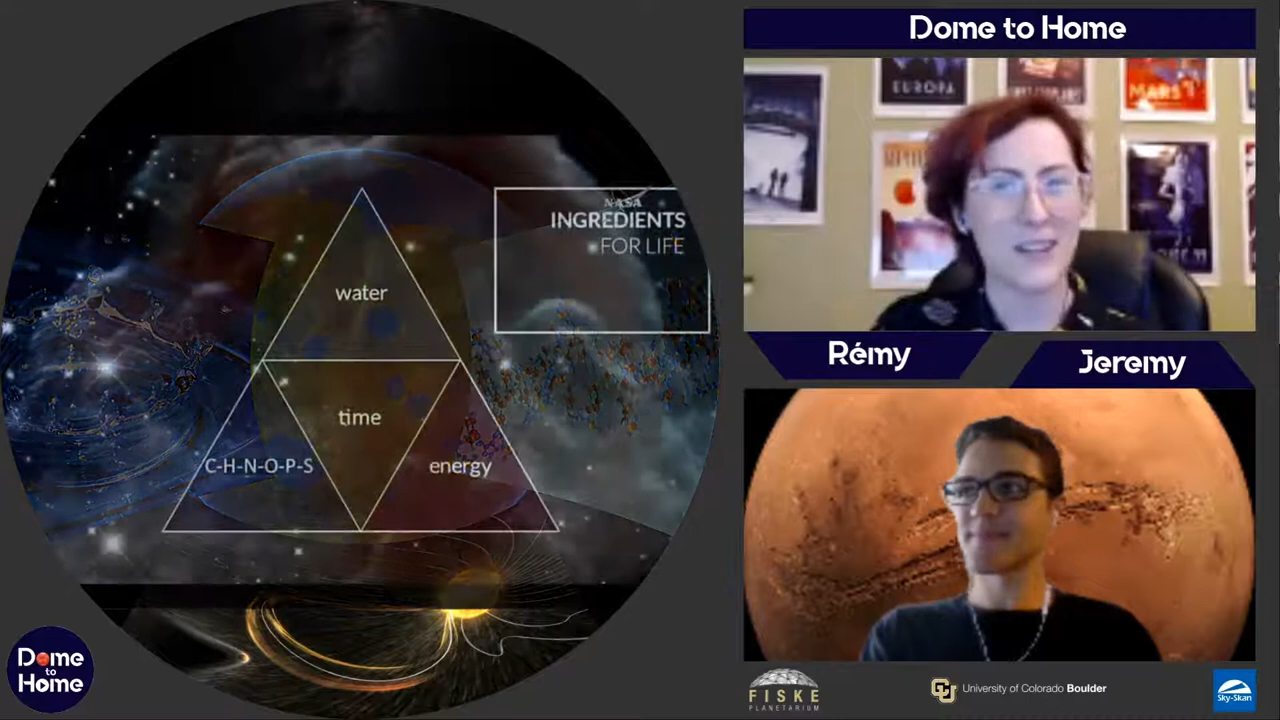 NASA
INGREDIENTS
FOR LIFE
water
time
C-H-N-O-P-S
energy
Dome
to
Home
Dome to Home
EUROPA
MARS
Rémy
Jeremy
FISKE
PLANETARIUM
CU
University of Colorado Boulder
Sky-Skan